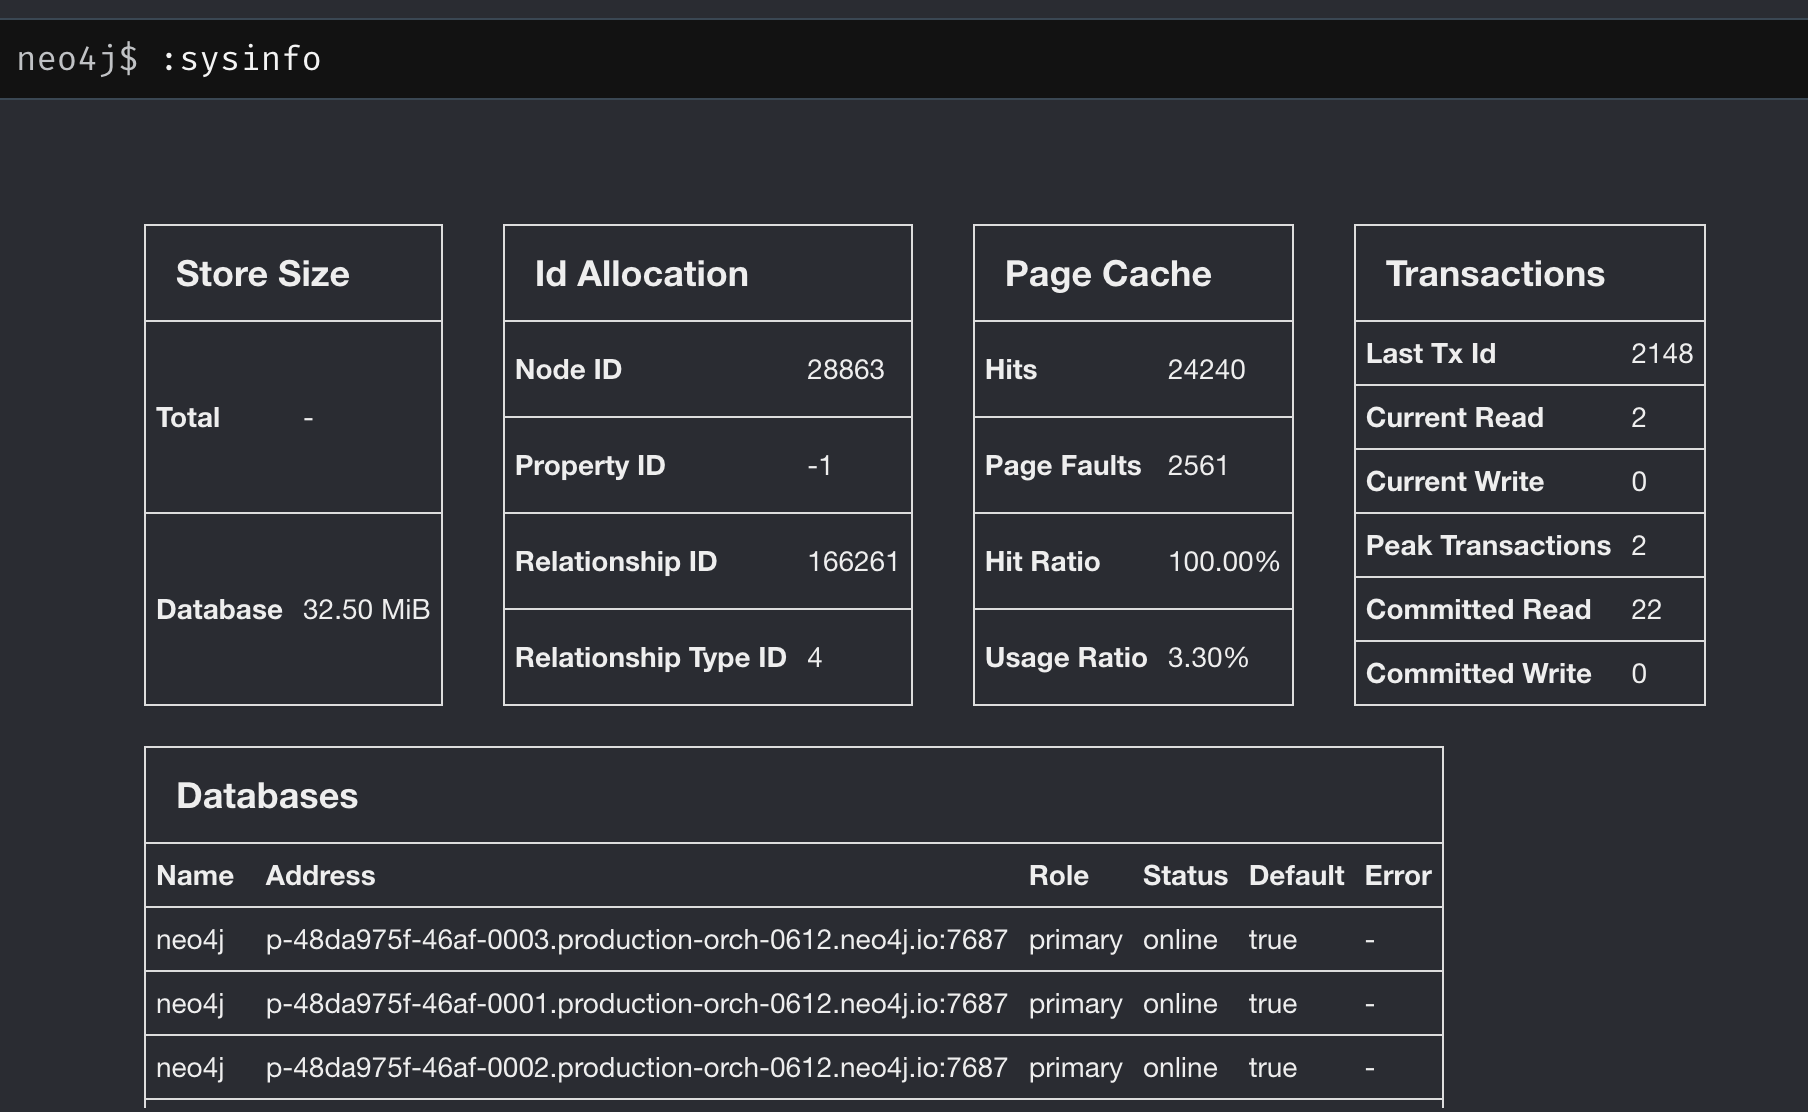 neo4j$ :sysinfo
Store Size
Total -
Database 32.50 MiB
Id Allocation
Node ID 28863
Property ID -1
Relationship ID 166261
Relationship Type ID 4
Page Cache
Hits 24240
Page Faults 2561
Hit Ratio 100.00%
Usage Ratio 3.30%
Transactions
Last Tx Id 2148
Current Read 2
Current Write 0
Peak Transactions 2
Committed Read 22
Committed Write 0
Databases
Name Address Role Status Default Error
neo4j p-48da975f-46af-0003.production-orch-0612.neo4j.io:7687 primary online true -
neo4j p-48da975f-46af-0001.production-orch-0612.neo4j.io:7687 primary online true -
neo4j p-48da975f-46af-0002.production-orch-0612.neo4j.io:7687 primary online true -